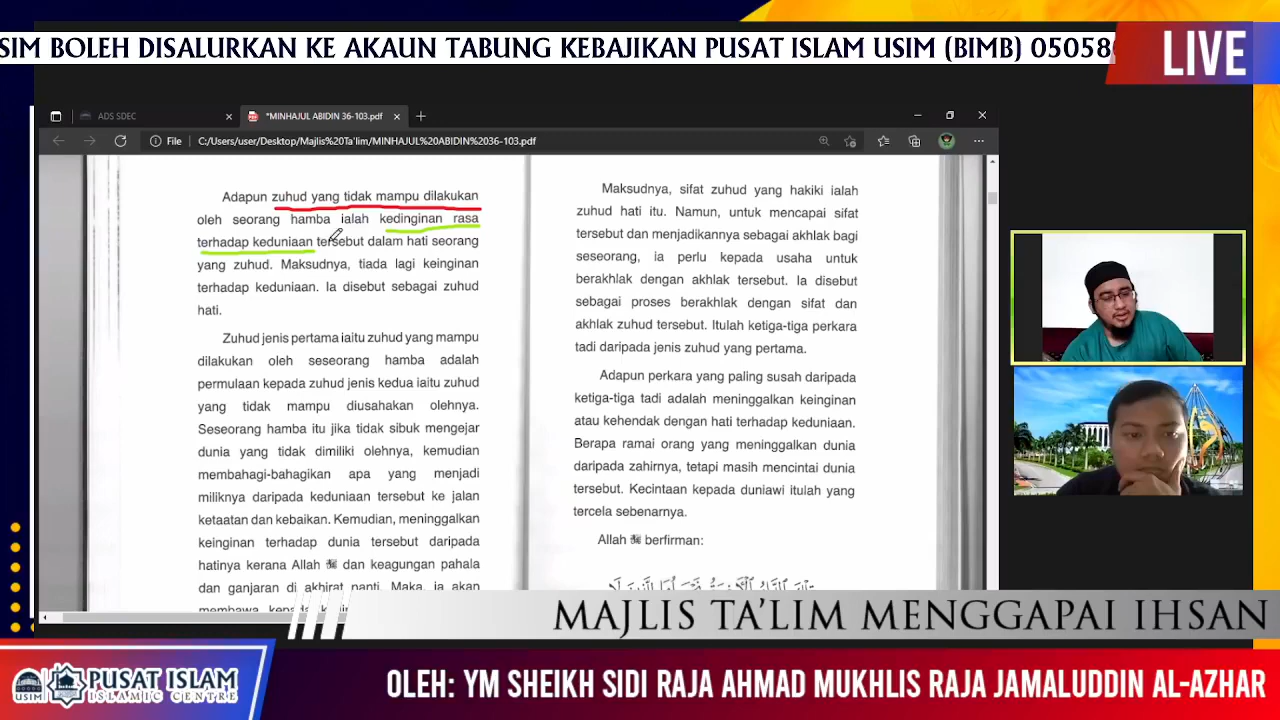 SIM BOLEH DISALURKAN KE AKAUN TABUNG KEBAJIKAN PUSAT ISLAM USIM (BIMB) 05058
LIVE
ADS SDEC
*MINHAJUL ABIDIN 36-103.pdf
File
C:/Users/user/Desktop/Majlis%20Ta'lim/MINHAJUL%20ABIDIN%2036-103.pdf
Adapun zuhud yang tidak mampu dilakukan
oleh seorang hamba ialah kedinginan rasa
terhadap keduniaan tersebut dalam hati seorang
yang zuhud. Maksudnya, tiada lagi keinginan
terhadap keduniaan. Ia disebut sebagai zuhud
hati.
Zuhud jenis pertama iaitu zuhud yang mampu
dilakukan oleh seseorang hamba adalah
permulaan kepada zuhud jenis kedua iaitu zuhud
yang tidak mampu diusahakan olehnya.
Seseorang hamba itu jika tidak sibuk mengejar
dunia yang tidak dimiliki olehnya, kemudian
membahagi-bahagikan apa yang menjadi
miliknya daripada keduniaan tersebut ke jalan
ketaatan dan kebaikan. Kemudian, meninggalkan
keinginan terhadap dunia tersebut daripada
hatinya kerana Allah ﷻ dan keagungan pahala
dan ganjaran di akhirat nanti. Maka, ia akan
membawa kepada
Maksudnya, sifat zuhud yang hakiki ialah
zuhud hati itu. Namun, untuk mencapai sifat
tersebut dan menjadikannya sebagai akhlak bagi
seseorang, ia perlu kepada usaha untuk
berakhlak dengan akhlak tersebut. Ia disebut
sebagai proses berakhlak dengan sifat dan
akhlak zuhud tersebut. Itulah ketiga-tiga perkara
tadi daripada jenis zuhud yang pertama.
Adapun perkara yang paling susah daripada
ketiga-tiga tadi adalah meninggalkan keinginan
atau kehendak dengan hati terhadap keduniaan.
Berapa ramai orang yang meninggalkan dunia
daripada zahirnya, tetapi masih mencintai dunia
tersebut. Kecintaan kepada duniawi itulah yang
tercela sebenarnya.
Allah ﷻ berfirman:
MAJLIS TA'LIM MENGGAPAI IHSAN
USIM
PUSAT ISLAM
ISLAMIC CENTRE
OLEH: YM SHEIKH SIDI RAJA AHMAD MUKHLIS RAJA JAMALUDDIN AL-AZHAR